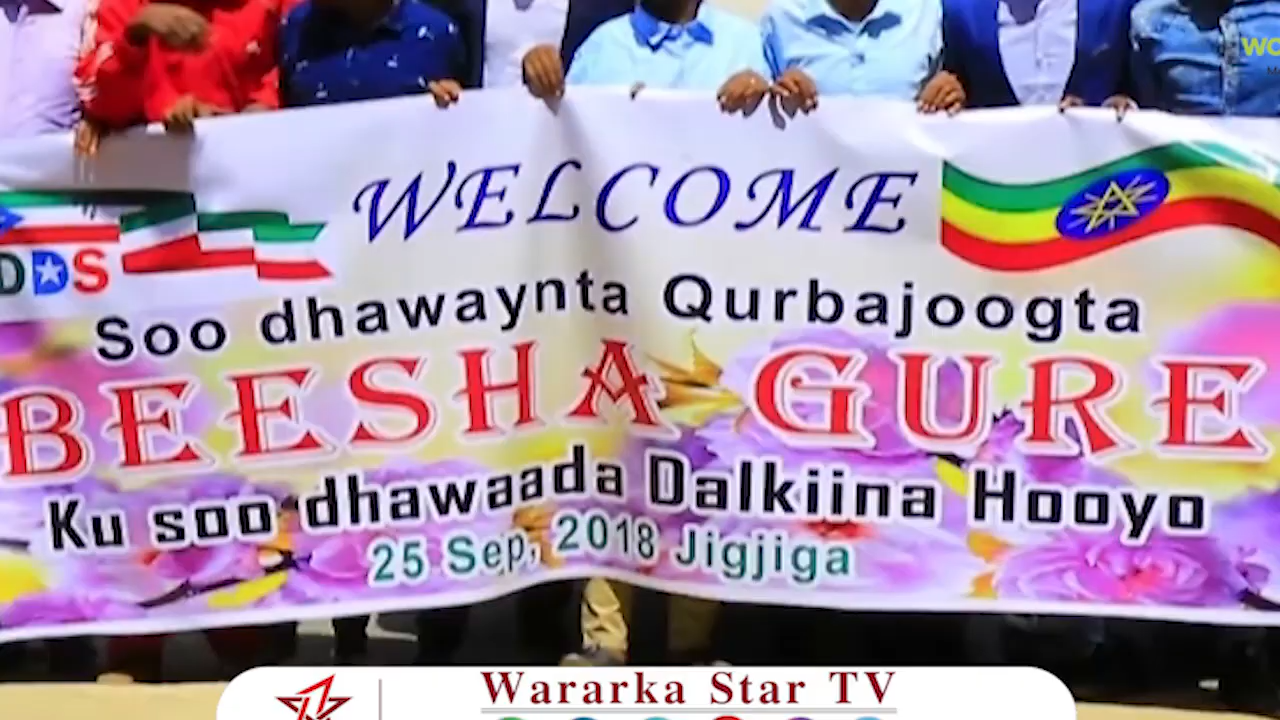 WELCOME
DDS
Soo dhawaynta Qurbajoogta
BEESHA GURE
Ku soo dhawaada Dalkiina Hooyo
25 Sep, 2018 Jigjiga
Wararka Star TV